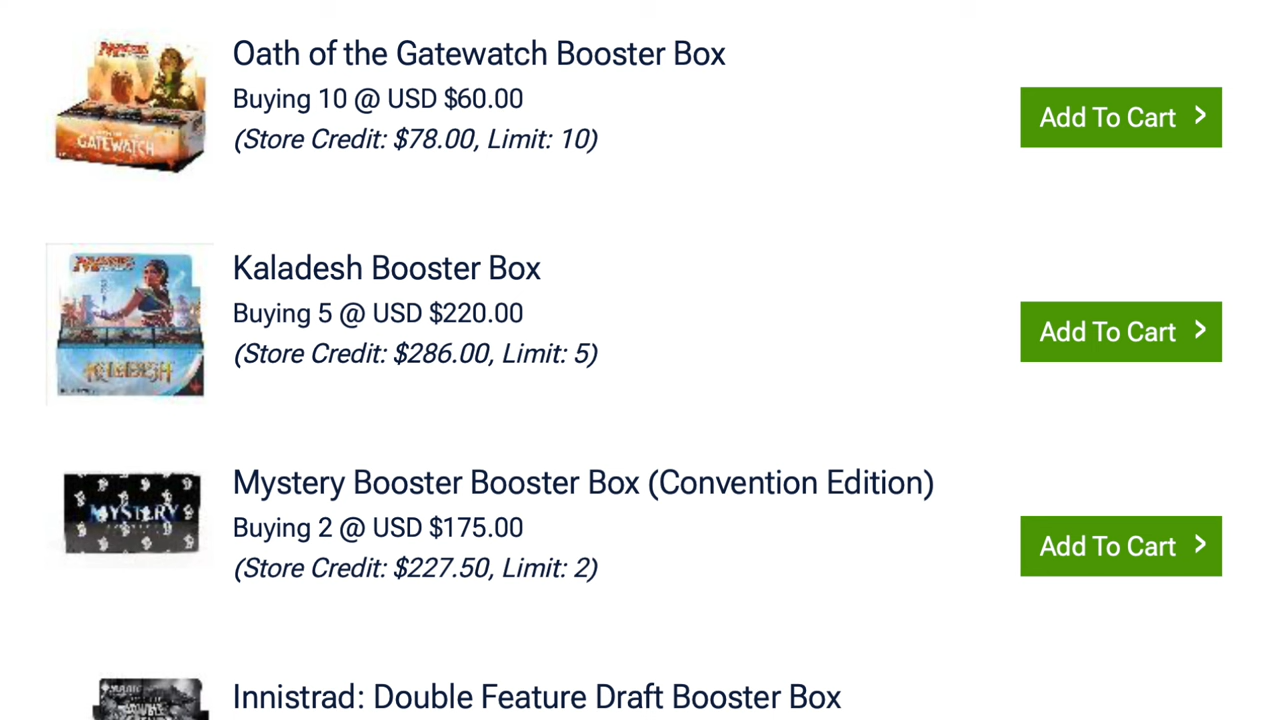 Oath of the Gatewatch Booster Box
Buying 10 @ USD $60.00
(Store Credit: $78.00, Limit: 10)
Add To Cart >
GATEWATCH
Kaladesh Booster Box
Buying 5 @ USD $220.00
(Store Credit: $286.00, Limit: 5)
Add To Cart >
KALADESH
Mystery Booster Booster Box (Convention Edition)
Buying 2 @ USD $175.00
(Store Credit: $227.50, Limit: 2)
Add To Cart >
MYSTERY
Innistrad: Double Feature Draft Booster Box